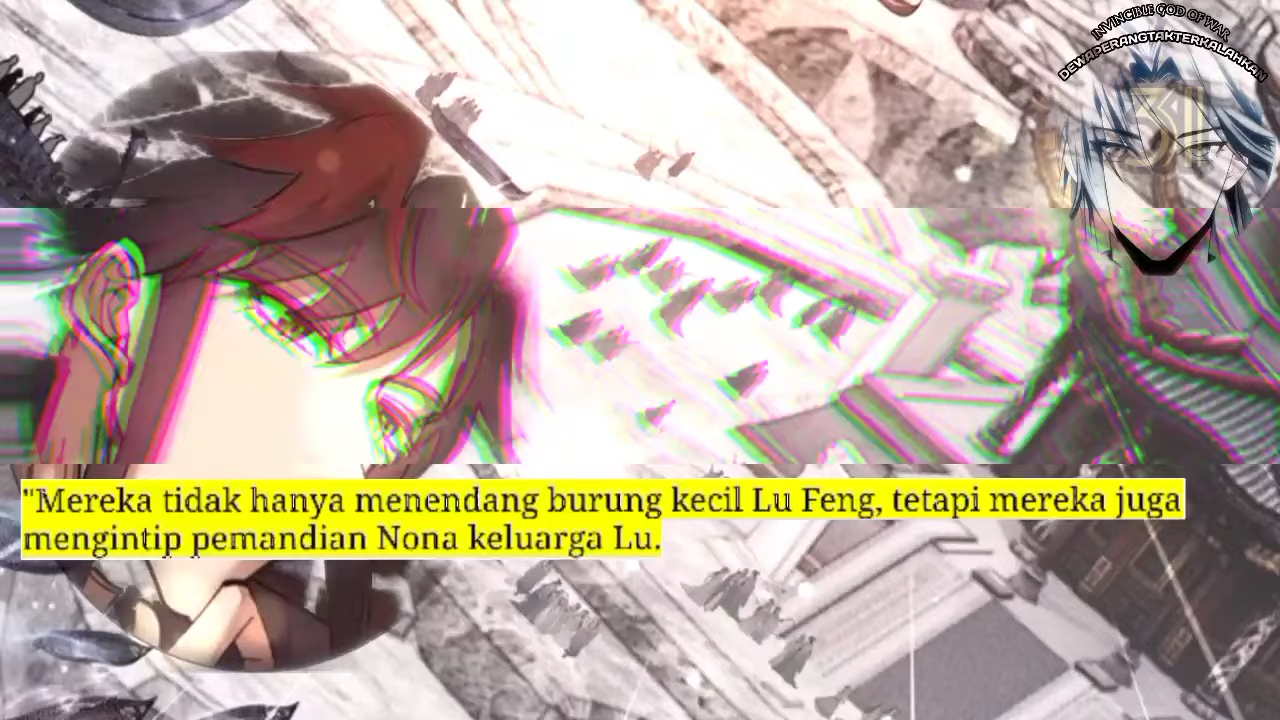 INVINCIBLE GOD OF WAR
DEWAPERANGTAKTERKALAHKAN
31
"Mereka tidak hanya menendang burung kecil Lu Feng, tetapi mereka juga
mengintip pemandian Nona keluarga Lu.